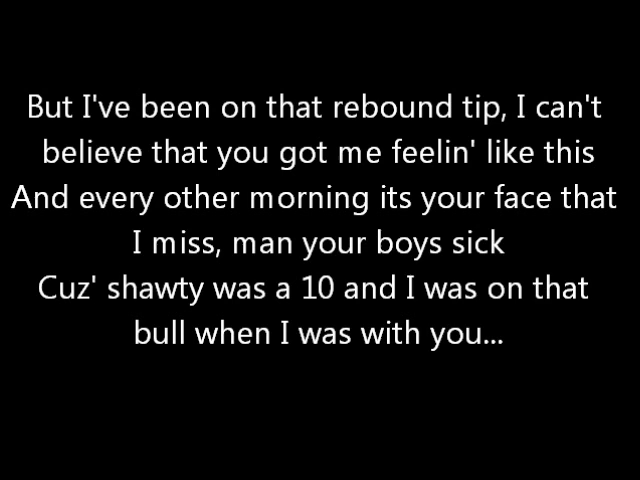 But I've been on that rebound tip, I can't
believe that you got me feelin' like this
And every other morning its your face that
I miss, man your boys sick
Cuz' shawty was a 10 and I was on that
bull when I was with you...